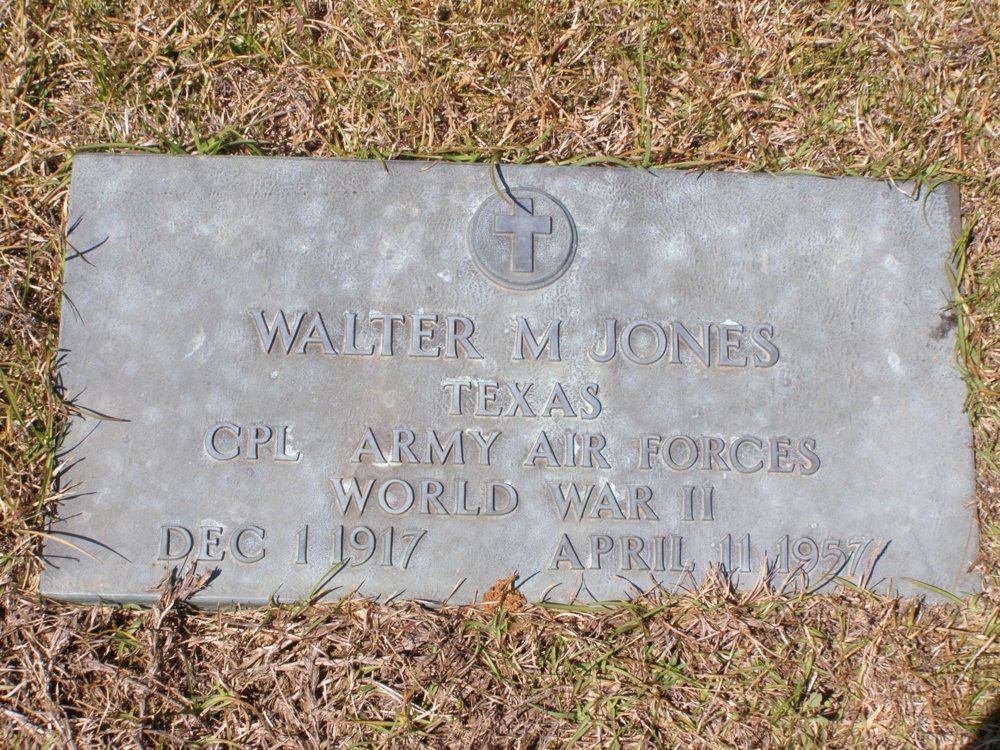 WALTER M JONES
TEXAS
CPL ARMY AIR FORCES
WORLD WAR II
DEC 1 1917 APRIL 11 1957